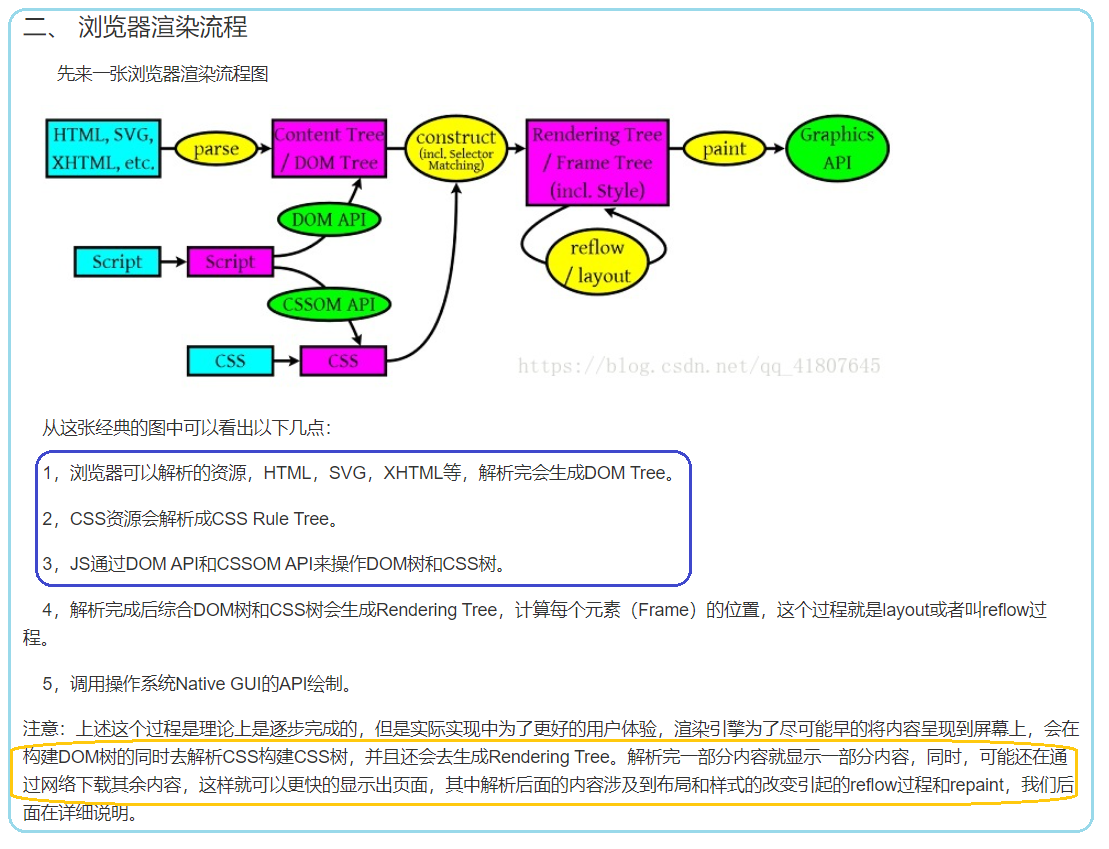 二、 浏览器渲染流程
先来一张浏览器渲染流程图
HTML, SVG,
XHTML, etc.
parse
Content Tree
/ DOM Tree
construct
(incl. Selector
Matching)
Rendering Tree
/ Frame Tree
(incl. Style)
paint
Graphics
API
DOM API
reflow
/ layout
Script
Script
CSSOM API
CSS
CSS
https://blog.csdn.net/qq_41807645
从这张经典的图中可以看出以下几点：
1，浏览器可以解析的资源，HTML，SVG，XHTML等，解析完会生成DOM Tree。
2，CSS资源会解析成CSS Rule Tree。
3，JS通过DOM API和CSSOM API来操作DOM树和CSS树。
4，解析完成后综合DOM树和CSS树会生成Rendering Tree，计算每个元素（Frame）的位置，这个过程就是layout或者叫reflow过
程。
5，调用操作系统Native GUI的API绘制。
注意：上述这个过程是理论上是逐步完成的，但是实际实现中为了更好的用户体验，渲染引擎为了尽可能早的将内容呈现到屏幕上，会在
构建DOM树的同时去解析CSS构建CSS树，并且还会去生成Rendering Tree。解析完一部分内容就显示一部分内容，同时，可能还在通
过网络下载其余内容，这样就可以更快的显示出页面，其中解析后面的内容涉及到布局和样式的改变引起的reflow过程和repaint，我们后
面在详细说明。